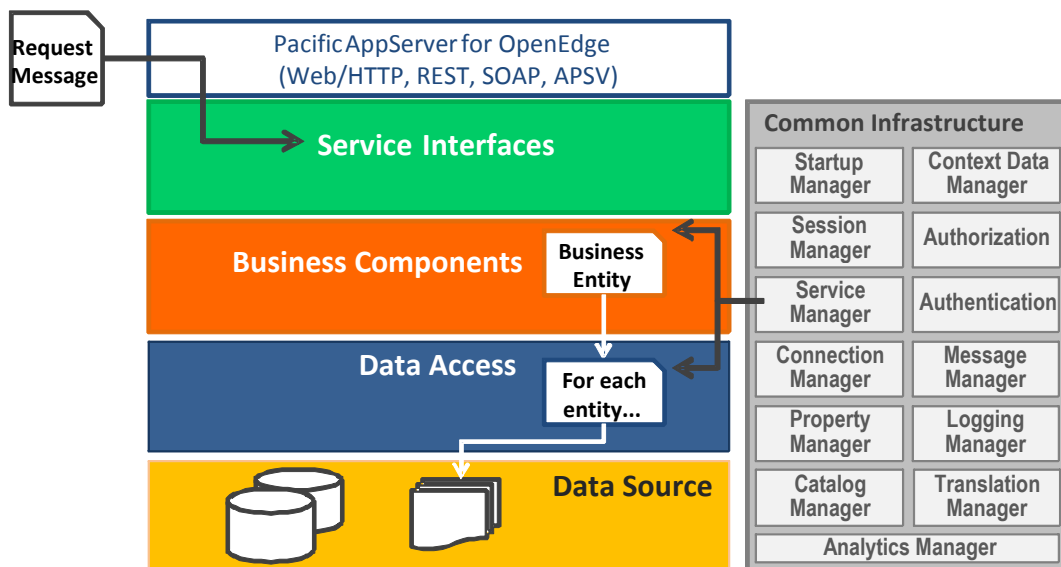 Request
Message
Pacific AppServer for OpenEdge
(Web/HTTP, REST, SOAP, APSV)
Service Interfaces
Business Components
Business
Entity
Data Access
For each
entity...
Data Source
Common Infrastructure
Startup
Manager
Context Data
Manager
Session
Manager
Authorization
Service
Manager
Authentication
Connection
Manager
Message
Manager
Property
Manager
Logging
Manager
Catalog
Manager
Translation
Manager
Analytics Manager